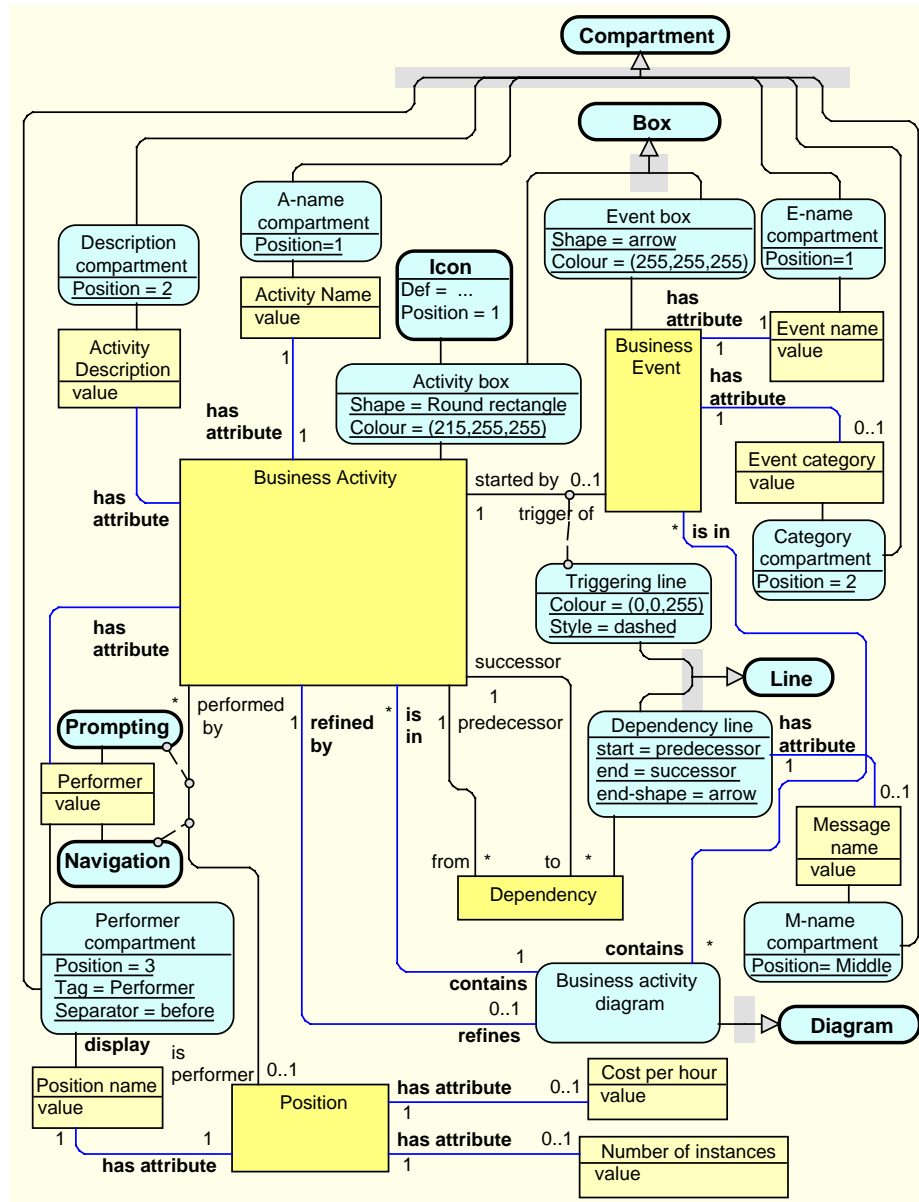 Compartment
Box
A-name
compartment
Position=1
Event box
Shape = arrow
Colour = (255,255,255)
E-name
compartment
Position=1
Description
compartment
Position = 2
Icon
Def = ...
Position = 1
Activity Name
value
has
attribute
1
1
Event name
value
Business
Event
Activity
Description
value
1
Activity box
Shape = Round rectangle
Colour = (215,255,255)
has
attribute
1
has
attribute
1
0..1
Event category
value
Business Activity
started by
0..1
1
trigger of
has
attribute
*
is in
Category
compartment
Position = 2
Triggering line
Colour = (0,0,255)
Style = dashed
has
attribute
successor
1
Line
*
performed
by
1
refined
by
*
is
in
1
predecessor
Dependency line
start = predecessor
end = successor
end-shape = arrow
has
attribute
1
0..1
Prompting
Performer
value
Navigation
Message
name
value
from
*
to
*
Dependency
Performer
compartment
Position = 3
Tag = Performer
Separator = before
M-name
compartment
Position= Middle
contains
*
1
contains
Business activity
diagram
0..1
refines
Diagram
display
is
performer
0..1
Position name
value
Position
has attribute
1
0..1
Cost per hour
value
1
1
has attribute
has attribute
1
0..1
Number of instances
value